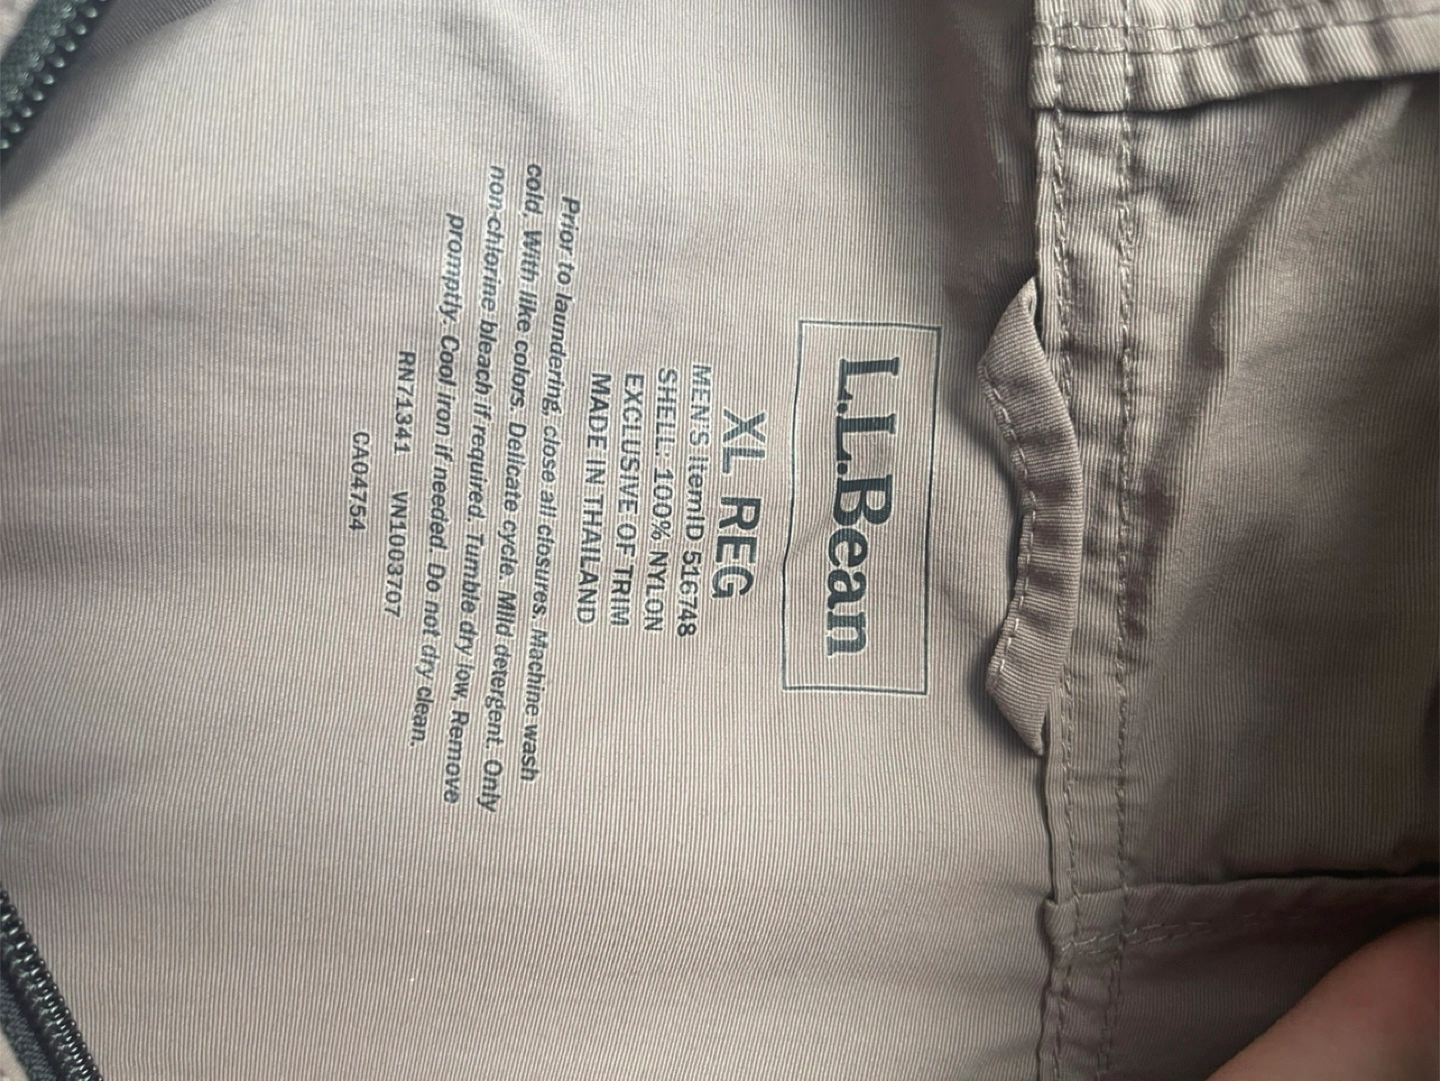 L.L.Bean
XL REG
MEN'S ItemID 516748
SHELL: 100% NYLON
EXCLUSIVE OF TRIM
MADE IN THAILAND
Prior to laundering, close all closures. Machine wash
cold. With like colors. Delicate cycle. Mild detergent. Only
non-chlorine bleach if required. Tumble dry low. Remove
promptly. Cool iron if needed. Do not dry clean.
RN71341 VN1003707
CA04754